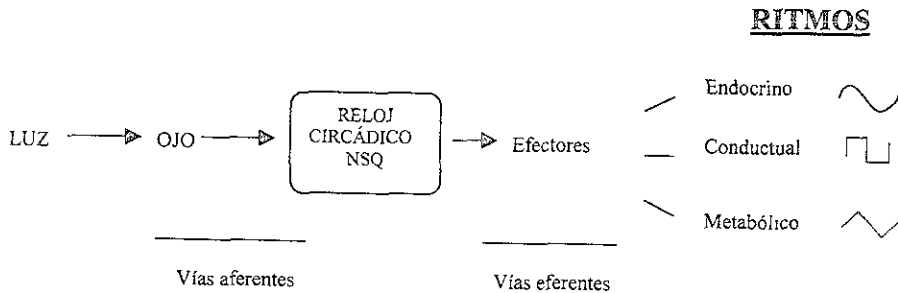 RITMOS
Endocrino
LUZ
OJO
RELOJ
CIRCÁDICO
NSQ
Efectores
Conductual
Metabólico
Vías aferentes
Vías eferentes